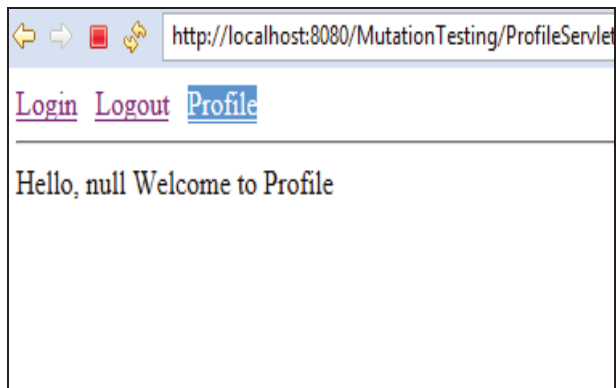 http://localhost:8080/MutationTesting/ProfileServlet
Login Logout Profile
Hello, null Welcome to Profile